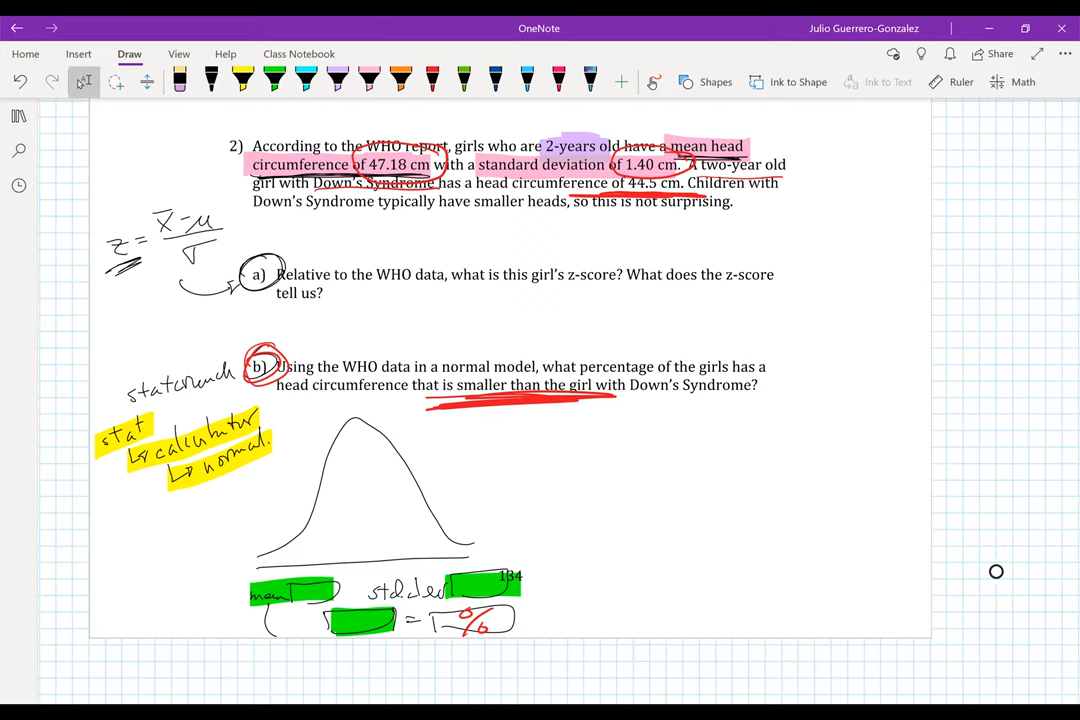 OneNote
Julio Guerrero-Gonzalez
Home Insert Draw View Help Class Notebook
Share
Shapes Ink to Shape Ink to Text Ruler Math
2) According to the WHO report, girls who are 2-years old have a mean head
circumference of 47.18 cm with a standard deviation of 1.40 cm. A two-year old
girl with Down's Syndrome has a head circumference of 44.5 cm. Children with
Down's Syndrome typically have smaller heads, so this is not surprising.
z = x̄ - μ / σ
a) Relative to the WHO data, what is this girl's z-score? What does the z-score
tell us?
b) Using the WHO data in a normal model, what percentage of the girls has a
head circumference that is smaller than the girl with Down's Syndrome?
statcrunch
stat
↳ calculator
↳ normal.
134
mean std.dev
( = %